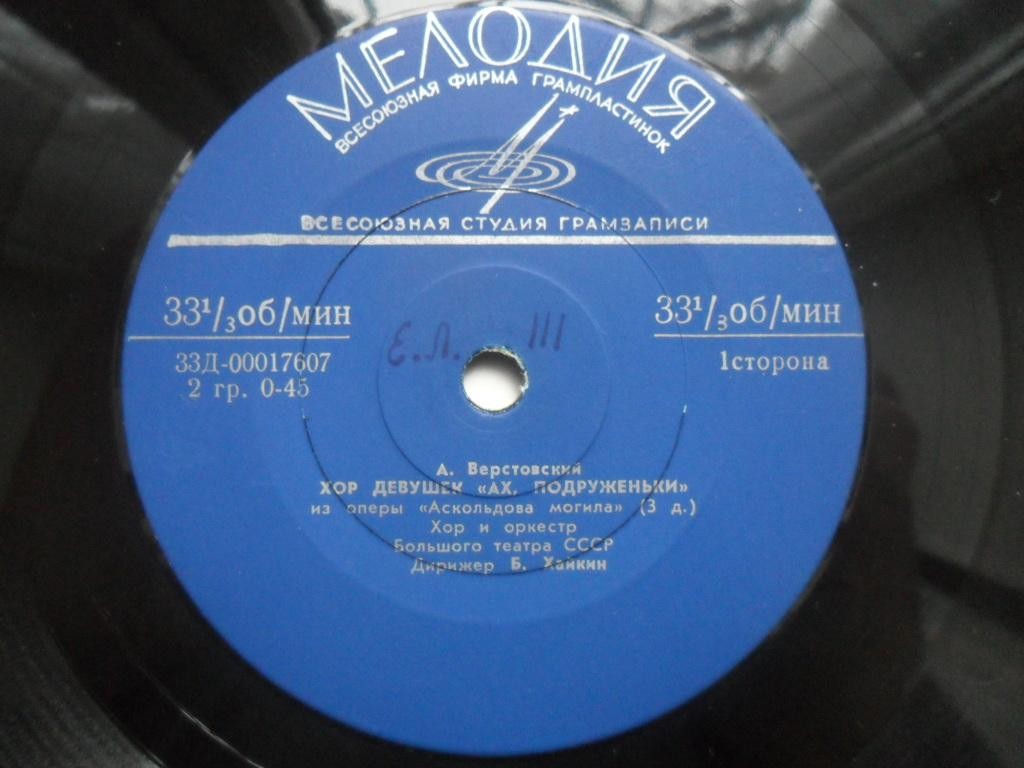 МЕЛОДИЯ
ВСЕСОЮЗНАЯ ФИРМА ГРАМПЛАСТИНОК
ВСЕСОЮЗНАЯ СТУДИЯ ГРАМЗАПИСИ
33¹/₃об/мин
33Д-00017607
2 гр. 0-45
33¹/₃об/мин
1сторона
Е.Л. III
А. Верстовский
ХОР ДЕВУШЕК «АХ, ПОДРУЖЕНЬКИ»
из оперы «Аскольдова могила» (3 д.)
Хор и оркестр
Большого театра СССР
Дирижер Б. Хайкин